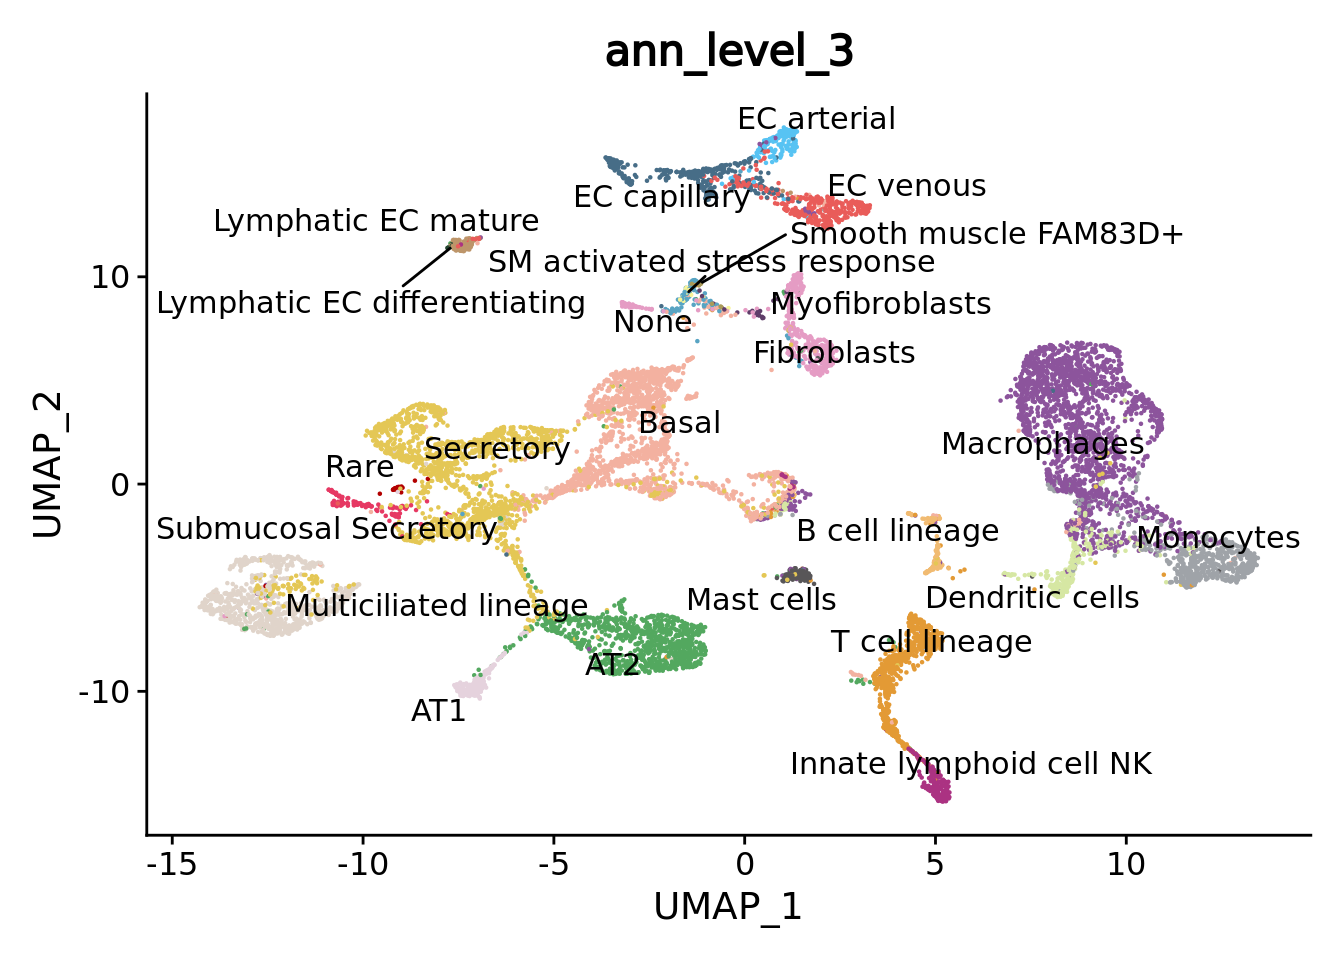 ann_level_3
EC arterial
EC capillary
EC venous
Lymphatic EC mature
Smooth muscle FAM83D+
SM activated stress response
Lymphatic EC differentiating
Myofibroblasts
None
Fibroblasts
Basal
Macrophages
Secretory
Rare
Submucosal Secretory
B cell lineage
Monocytes
Multiciliated lineage
Mast cells
Dendritic cells
T cell lineage
AT2
AT1
Innate lymphoid cell NK
10
0
-10
UMAP_2
-15
-10
-5
0
5
10
UMAP_1